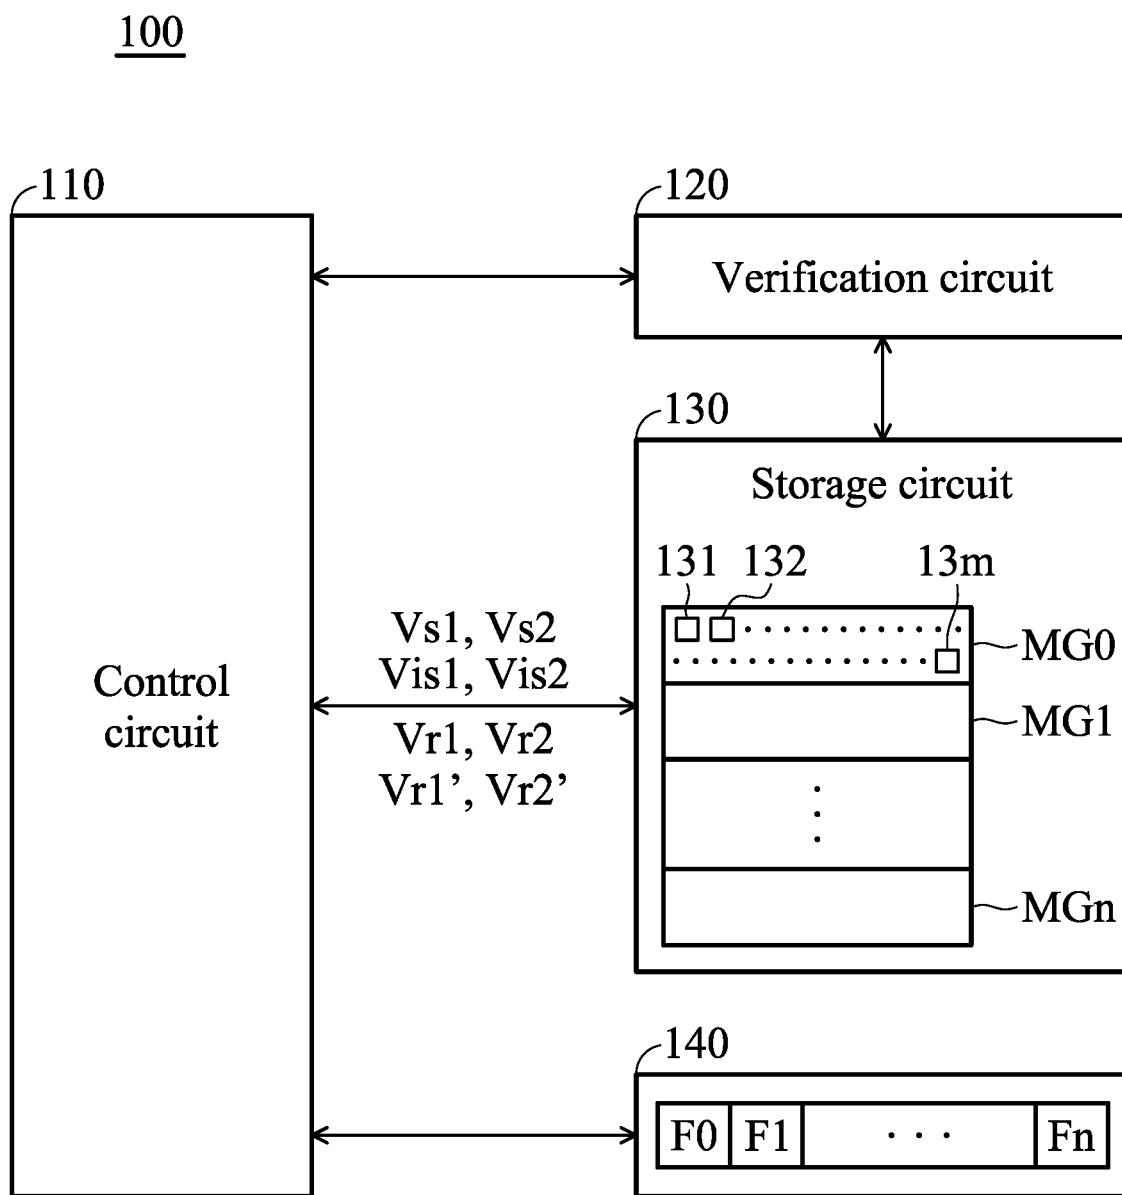 100
110
120
Verification circuit
130
Storage circuit
131 132 13m
MG0
MG1
MGn
Control
circuit
Vs1, Vs2
Vis1, Vis2
Vr1, Vr2
Vr1’, Vr2’
140
F0 F1 · · · Fn